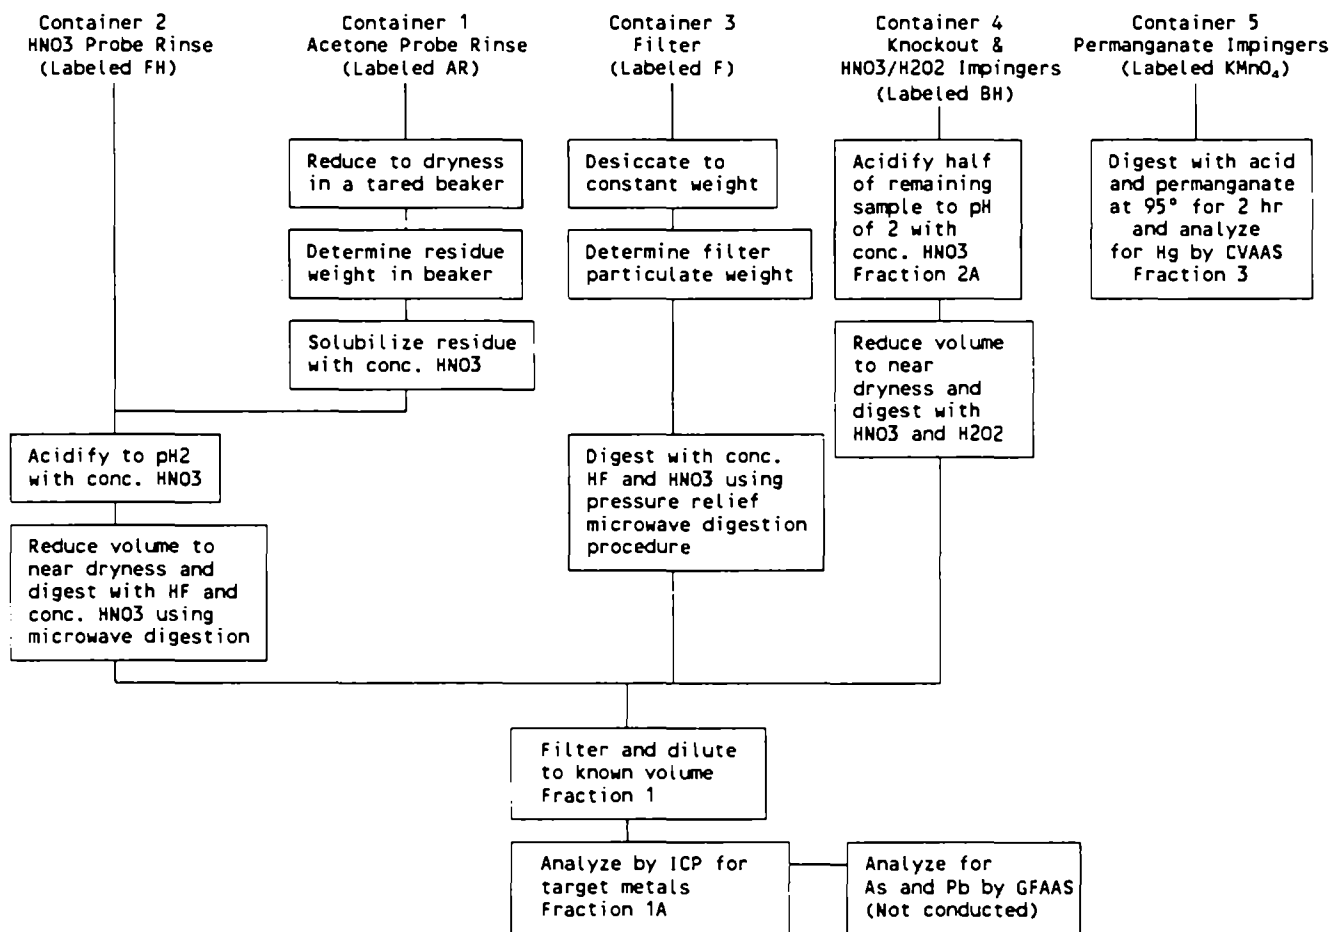 Container 2
HNO3 Probe Rinse
(Labeled FH)
Container 1
Acetone Probe Rinse
(Labeled AR)
Container 3
Filter
(Labeled F)
Container 4
Knockout &
HNO3/H2O2 Impingers
(Labeled BH)
Container 5
Permanganate Impingers
(Labeled KMnO₄)
Reduce to dryness
in a tared beaker
Desiccate to
constant weight
Acidify half
of remaining
sample to pH
of 2 with
conc. HNO3
Fraction 2A
Digest with acid
and permanganate
at 95° for 2 hr
and analyze
for Hg by CVAAS
Fraction 3
Determine residue
weight in beaker
Determine filter
particulate weight
Solubilize residue
with conc. HNO3
Reduce volume
to near
dryness and
digest with
HNO3 and H2O2
Acidify to pH2
with conc. HNO3
Digest with conc.
HF and HNO3 using
pressure relief
microwave digestion
procedure
Reduce volume to
near dryness and
digest with HF and
conc. HNO3 using
microwave digestion
Filter and dilute
to known volume
Fraction 1
Analyze by ICP for
target metals
Fraction 1A
Analyze for
As and Pb by GFAAS
(Not conducted)